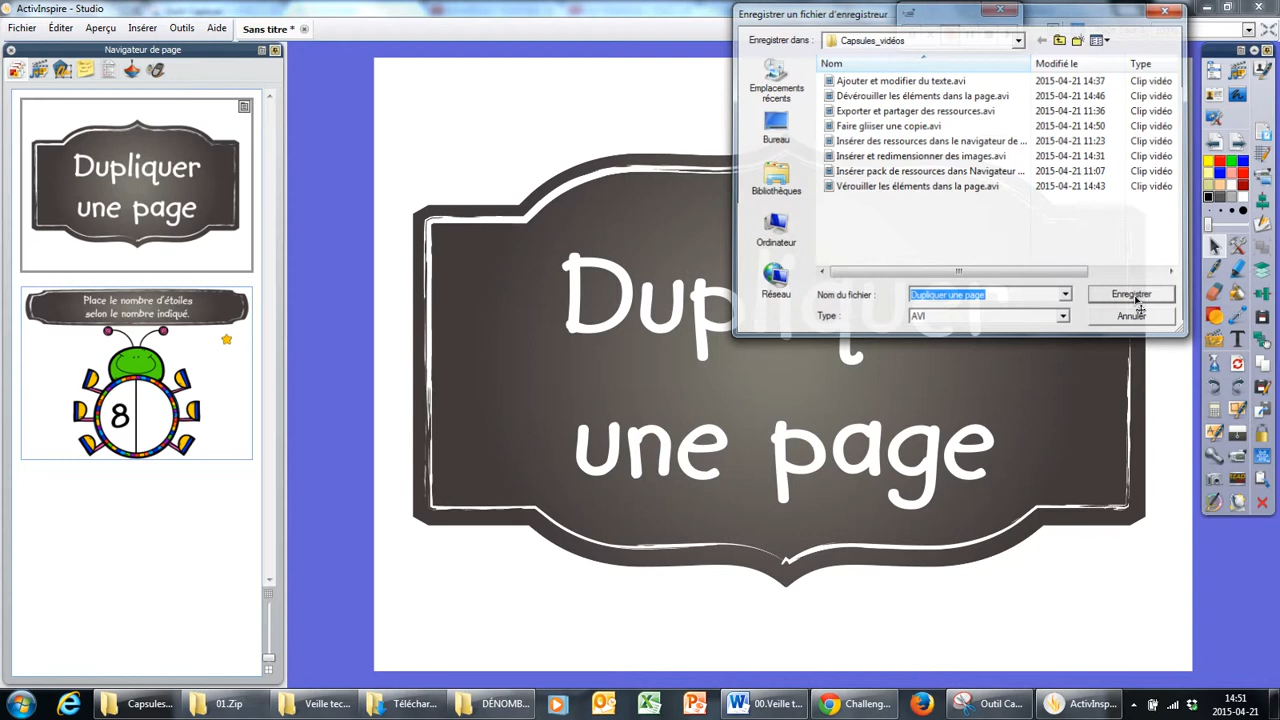 ActivInspire - Studio
Fichier Éditer Aperçu Insérer Outils Aide
Sans titre *
Navigateur de page
Dupliquer
une page
Place le nombre d'étoiles
selon le nombre indiqué.
8
Dupliquer
une page
Enregistrer un fichier d'enregistreur
Enregistrer dans : Capsules_vidéos
Emplacements
récents
Bureau
Bibliothèques
Ordinateur
Réseau
Nom Modifié le Type
Ajouter et modifier du texte.avi 2015-04-21 14:37 Clip vidéo
Dévérouiller les éléments dans la page.avi 2015-04-21 14:46 Clip vidéo
Exporter et partager des ressources.avi 2015-04-21 11:36 Clip vidéo
Faire gliiser une copie.avi 2015-04-21 14:50 Clip vidéo
Insérer des ressources dans le navigateur de ... 2015-04-21 11:23 Clip vidéo
Insérer et redimensionner des images.avi 2015-04-21 14:31 Clip vidéo
Insérer pack de ressources dans Navigateur ... 2015-04-21 11:07 Clip vidéo
Vérouiller les éléments dans la page.avi 2015-04-21 14:43 Clip vidéo
Nom du fichier : Dupliquer une page Enregistrer
Type : AVI Annuler
Capsules... 01.Zip Veille tec... Téléchar... DÉNOMB... 00.Veille t... Challeng... Outil Ca... ActivInsp...
14:51
2015-04-21